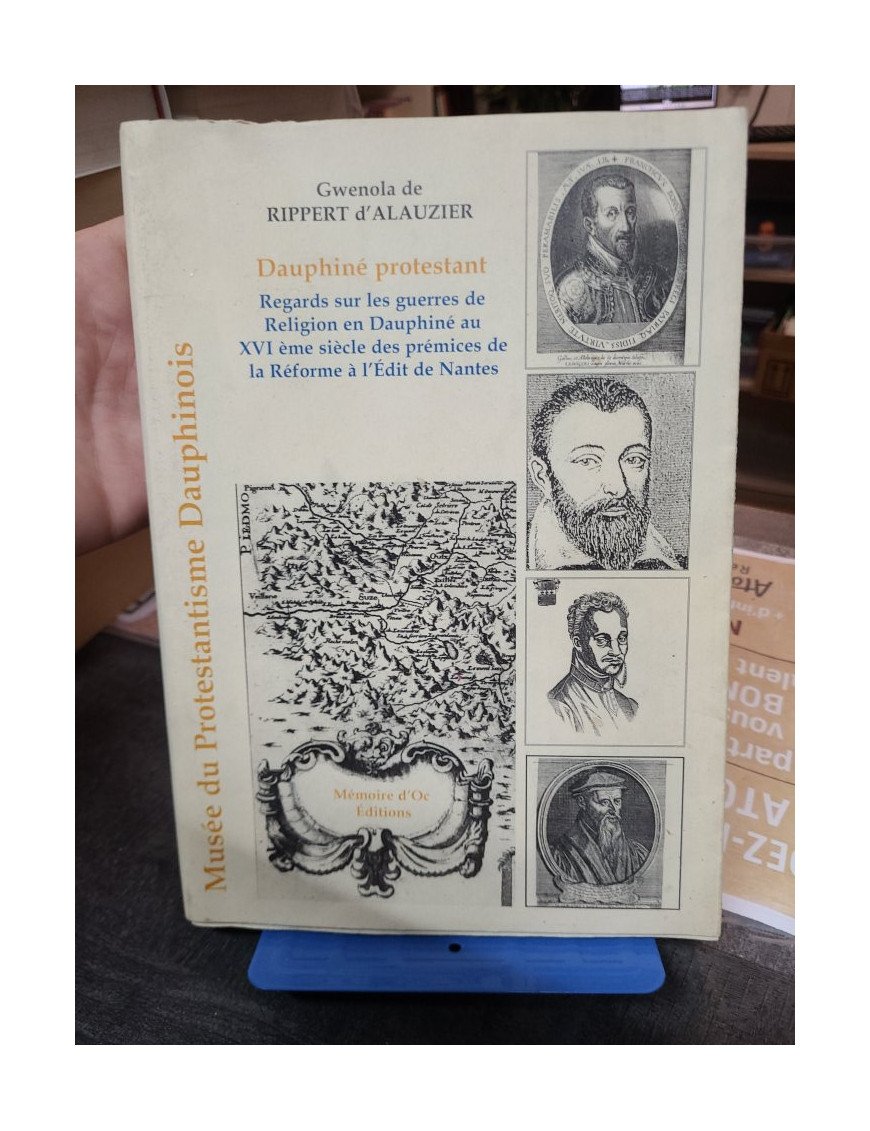 Gwenola de
RIPPERT d'ALAUZIER
Dauphiné protestant
Regards sur les guerres de
Religion en Dauphiné au
XVI ème siècle des prémices de
la Réforme à l'Édit de Nantes
Musée du Protestantisme Dauphinois
PIEDMO
Mémoire d'Oc
Éditions